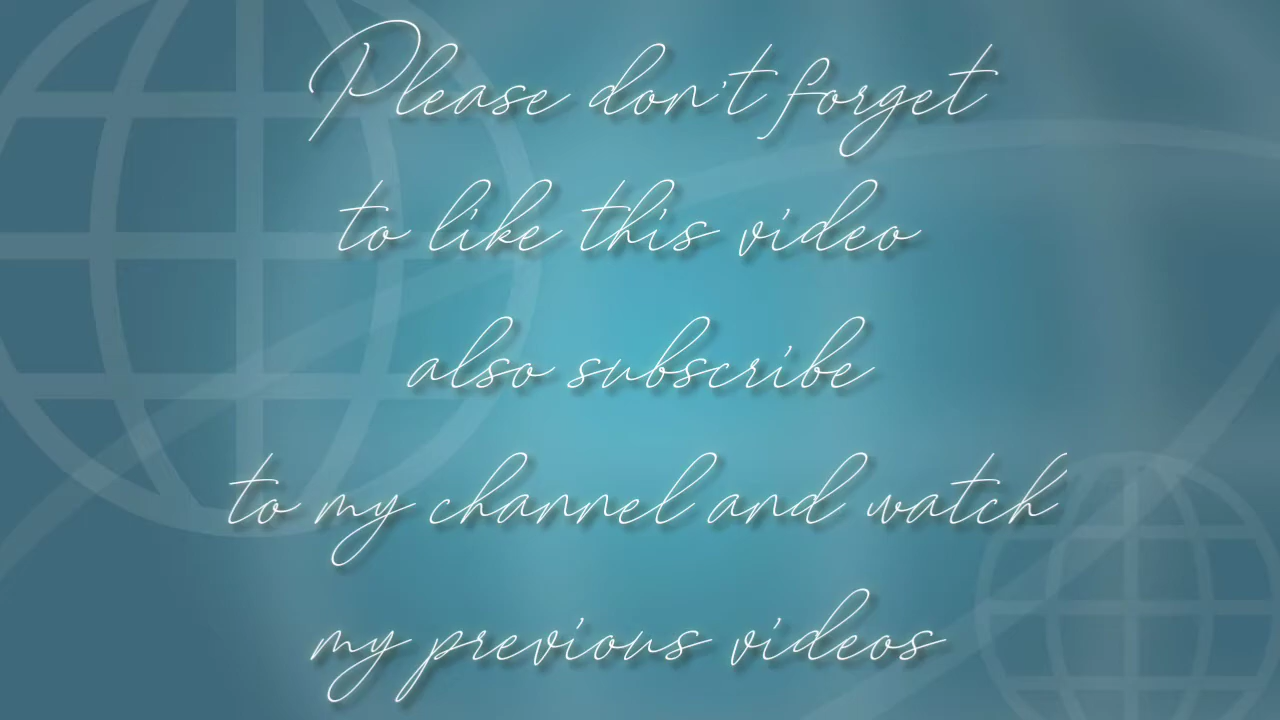 Please don't forget
to like this video
also subscribe
to my channel and watch
my previous videos